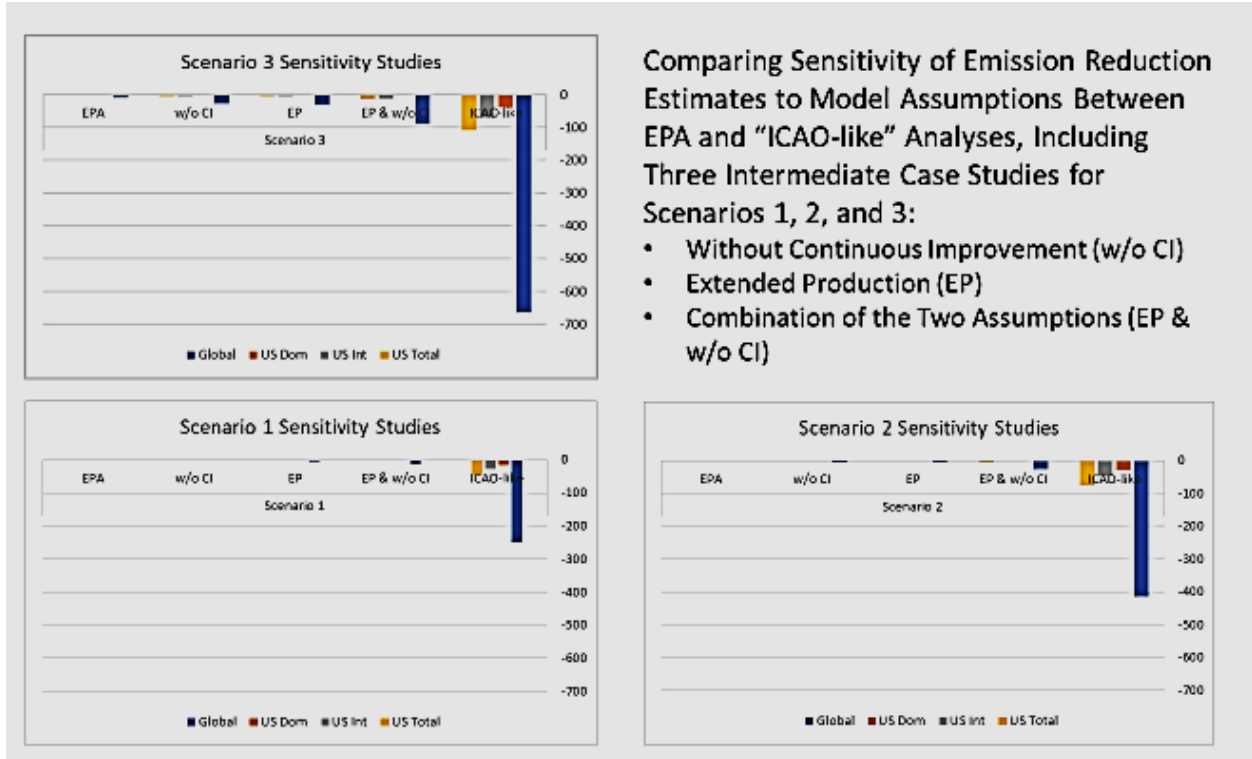 Scenario 3 Sensitivity Studies
EPA w/o CI EP EP & w/o CI ICAO-like
Scenario 3
0
-100
-200
-300
-400
-500
-600
-700
Global US Dom US Int US Total
Comparing Sensitivity of Emission Reduction
Estimates to Model Assumptions Between
EPA and “ICAO-like” Analyses, Including
Three Intermediate Case Studies for
Scenarios 1, 2, and 3:
• Without Continuous Improvement (w/o CI)
• Extended Production (EP)
• Combination of the Two Assumptions (EP &
w/o CI)
Scenario 1 Sensitivity Studies
EPA w/o CI EP EP & w/o CI ICAO-like
Scenario 1
0
-100
-200
-300
-400
-500
-600
-700
Global US Dom US Int US Total
Scenario 2 Sensitivity Studies
EPA w/o CI EP EP & w/o CI ICAO-like
Scenario 2
0
-100
-200
-300
-400
-500
-600
-700
Global US Dom US Int US Total